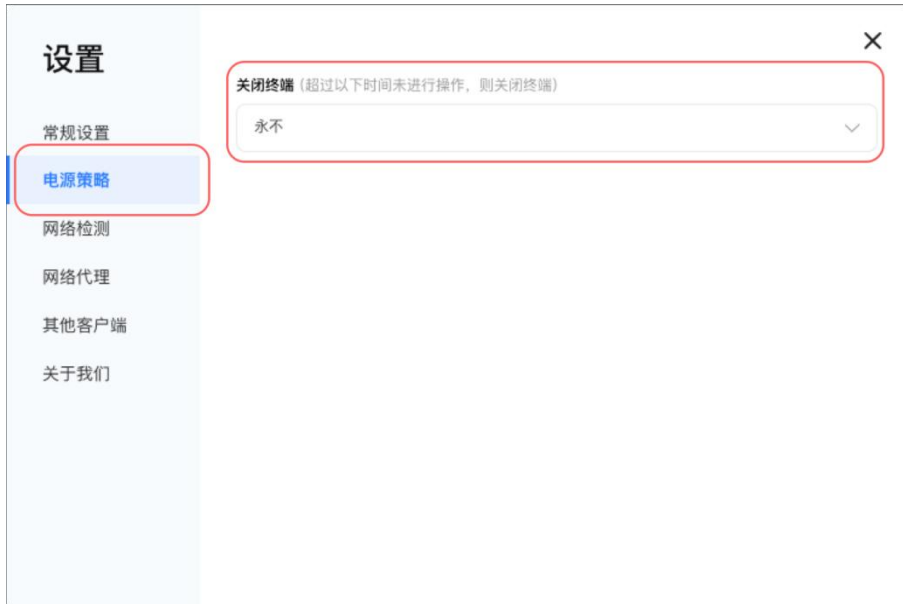 设置
常规设置
电源策略
网络检测
网络代理
其他客户端
关于我们
关闭终端（超过以下时间未进行操作，则关闭终端）
永不